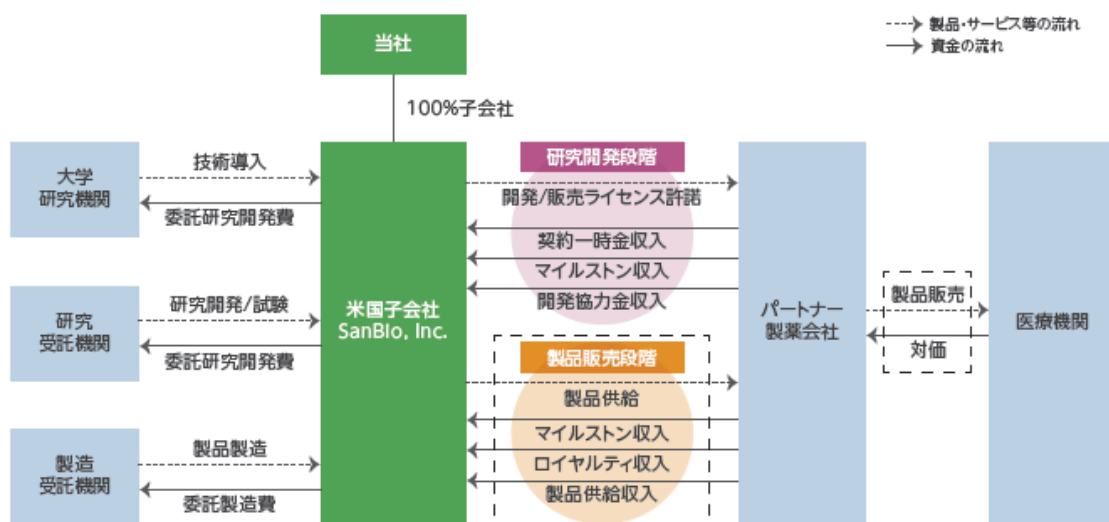 当社
製品・サービス等の流れ
資金の流れ
100%子会社
大学
研究機関
技術導入
委託研究開発費
研究
受託機関
研究開発/試験
委託研究開発費
製造
受託機関
製品製造
委託製造費
米国子会社
SanBio, Inc.
研究開発段階
開発/販売ライセンス許諾
契約一時金収入
マイルストン収入
開発協力金収入
製品販売段階
製品供給
マイルストン収入
ロイヤルティ収入
製品供給収入
パートナー
製薬会社
製品販売
対価
医療機関